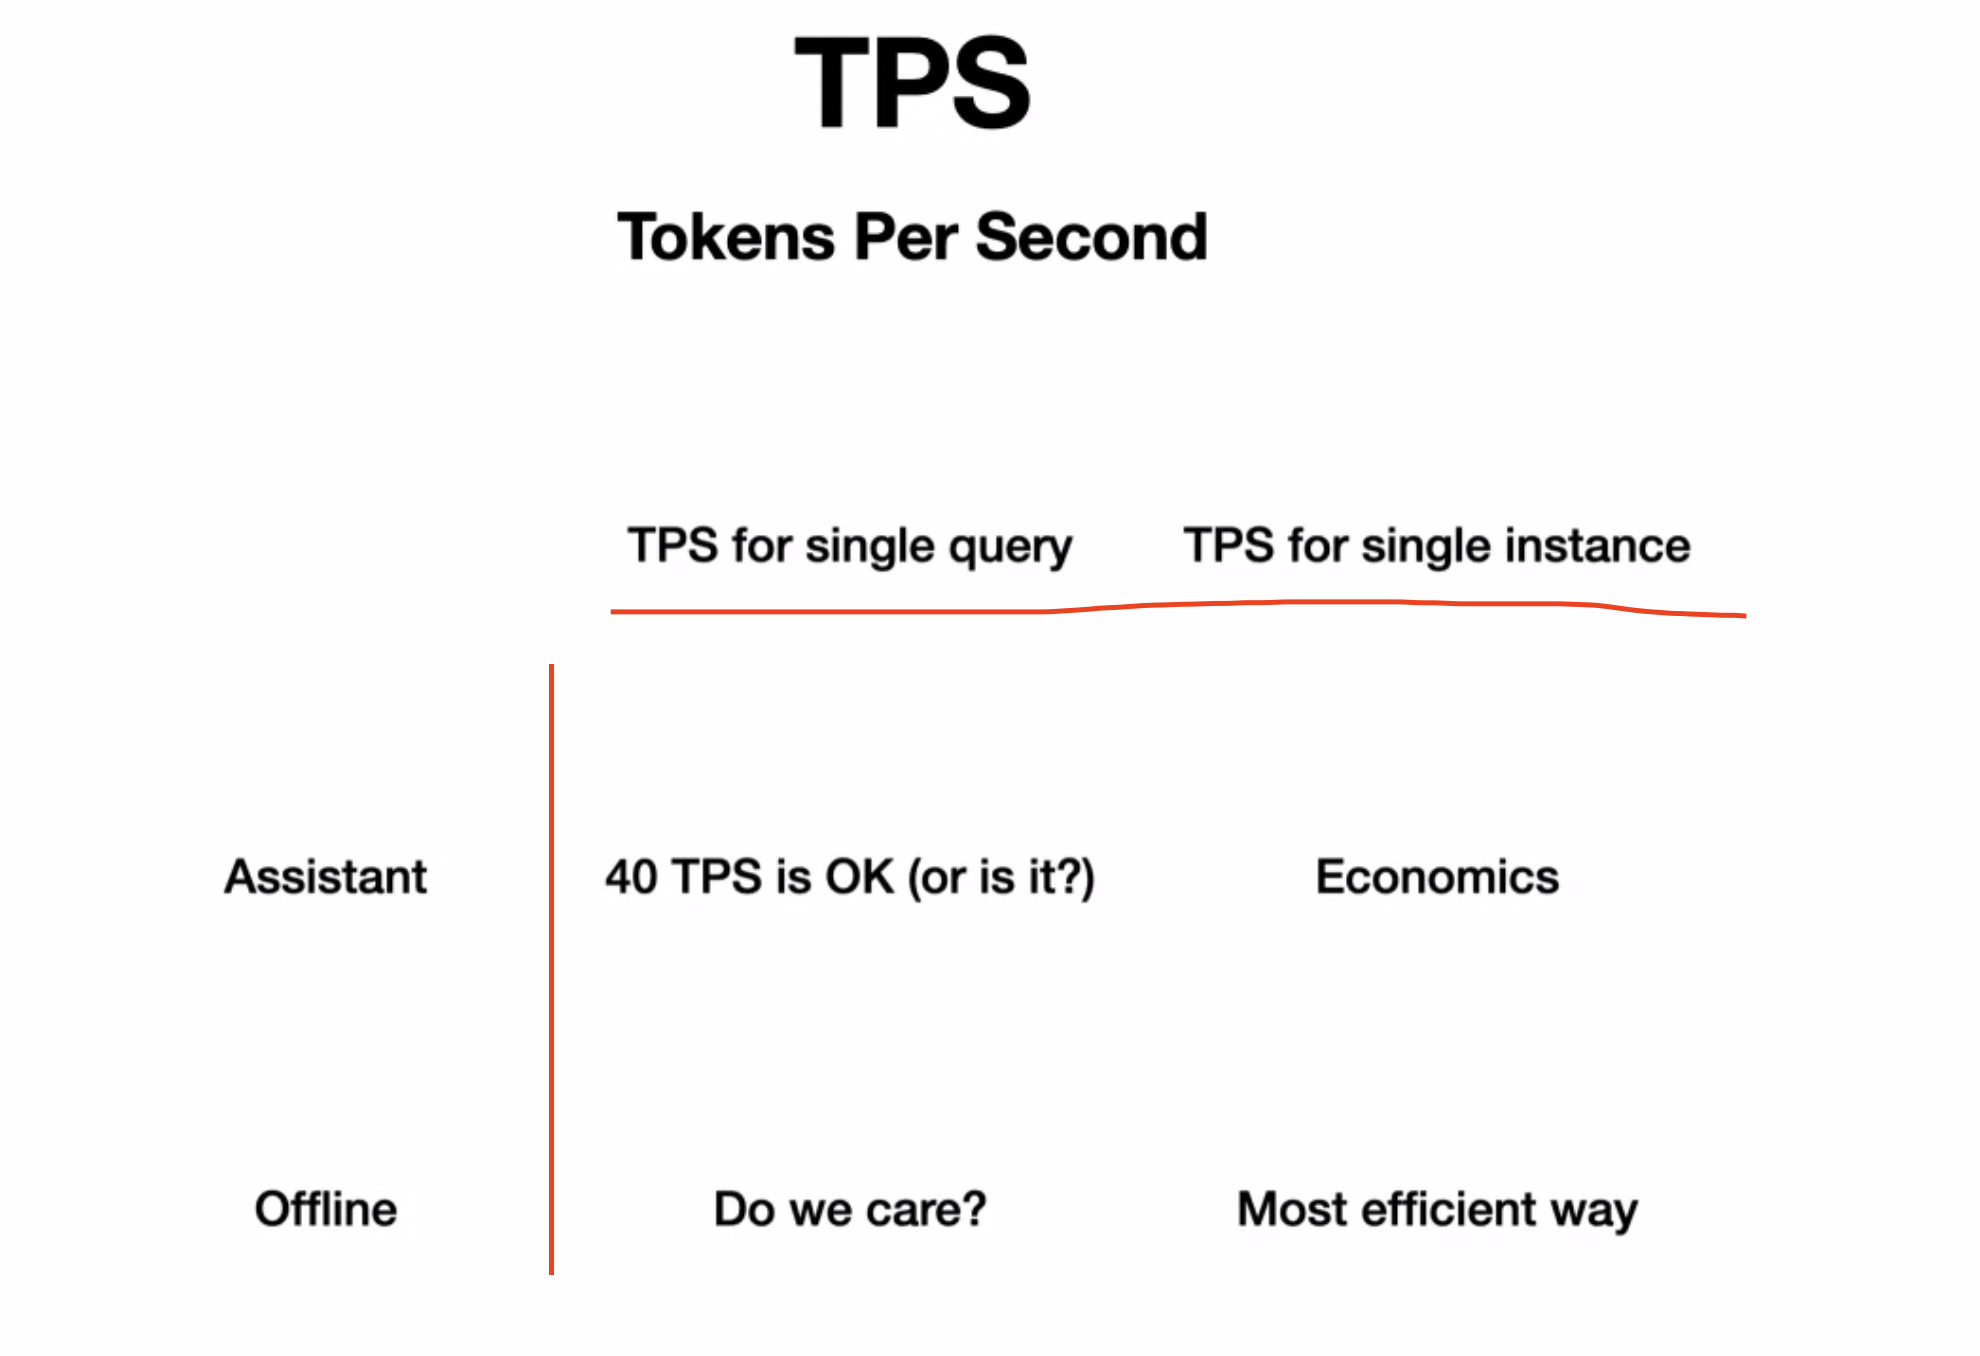 TPS
Tokens Per Second
TPS for single query TPS for single instance
Assistant 40 TPS is OK (or is it?) Economics
Offline Do we care? Most efficient way